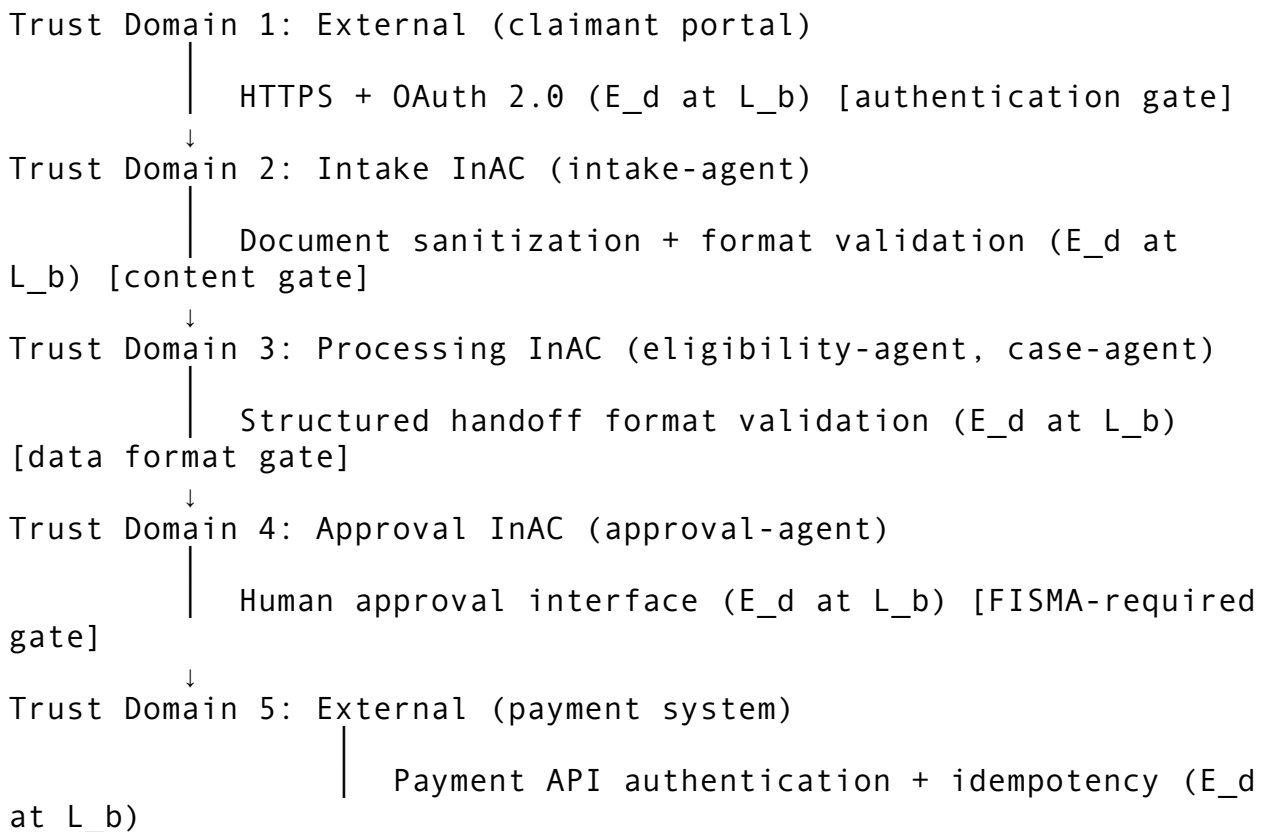 Trust Domain 1: External (claimant portal)
│
│ HTTPS + OAuth 2.0 (E_d at L_b) [authentication gate]
↓
Trust Domain 2: Intake InAC (intake-agent)
│
│ Document sanitization + format validation (E_d at
L_b) [content gate]
↓
Trust Domain 3: Processing InAC (eligibility-agent, case-agent)
│
│ Structured handoff format validation (E_d at L_b)
[data format gate]
↓
Trust Domain 4: Approval InAC (approval-agent)
│
│ Human approval interface (E_d at L_b) [FISMA-required
gate]
↓
Trust Domain 5: External (payment system)
│
│ Payment API authentication + idempotency (E_d
at L_b)